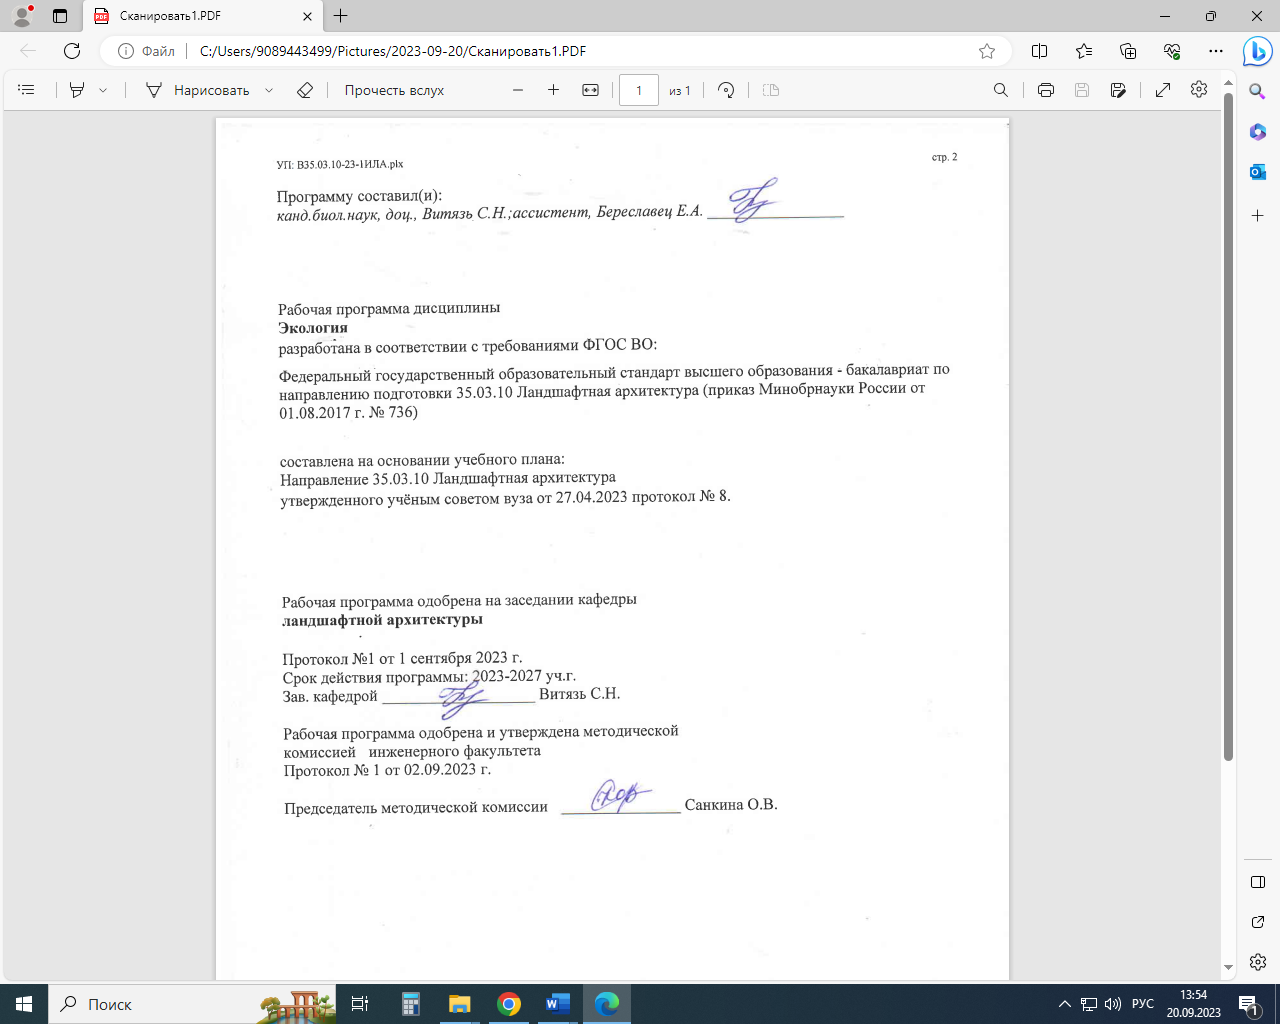 Сканировать1.PDF
Файл
C:/Users/9089443499/Pictures/2023-09-20/Сканировать1.PDF
Нарисовать
Прочесть вслух
1
из 1
УП: B35.03.10-23-1ИЛА.plx
стр. 2
Программу составил(и):
канд.биол.наук, доц., Витязь С.Н.;ассистент, Береславец Е.А.
Рабочая программа дисциплины
Экология
разработана в соответствии с требованиями ФГОС ВО:
Федеральный государственный образовательный стандарт высшего образования - бакалавриат по
направлению подготовки 35.03.10 Ландшафтная архитектура (приказ Минобрнауки России от
01.08.2017 г. № 736)
составлена на основании учебного плана:
Направление 35.03.10 Ландшафтная архитектура
утвержденного учёным советом вуза от 27.04.2023 протокол № 8.
Рабочая программа одобрена на заседании кафедры
ландшафтной архитектуры
Протокол №1 от 1 сентября 2023 г.
Срок действия программы: 2023-2027 уч.г.
Зав. кафедрой Витязь С.Н.
Рабочая программа одобрена и утверждена методической
комиссией инженерного факультета
Протокол № 1 от 02.09.2023 г.
Председатель методической комиссии Санкина О.В.
Поиск
РУС
13:54
20.09.2023
1